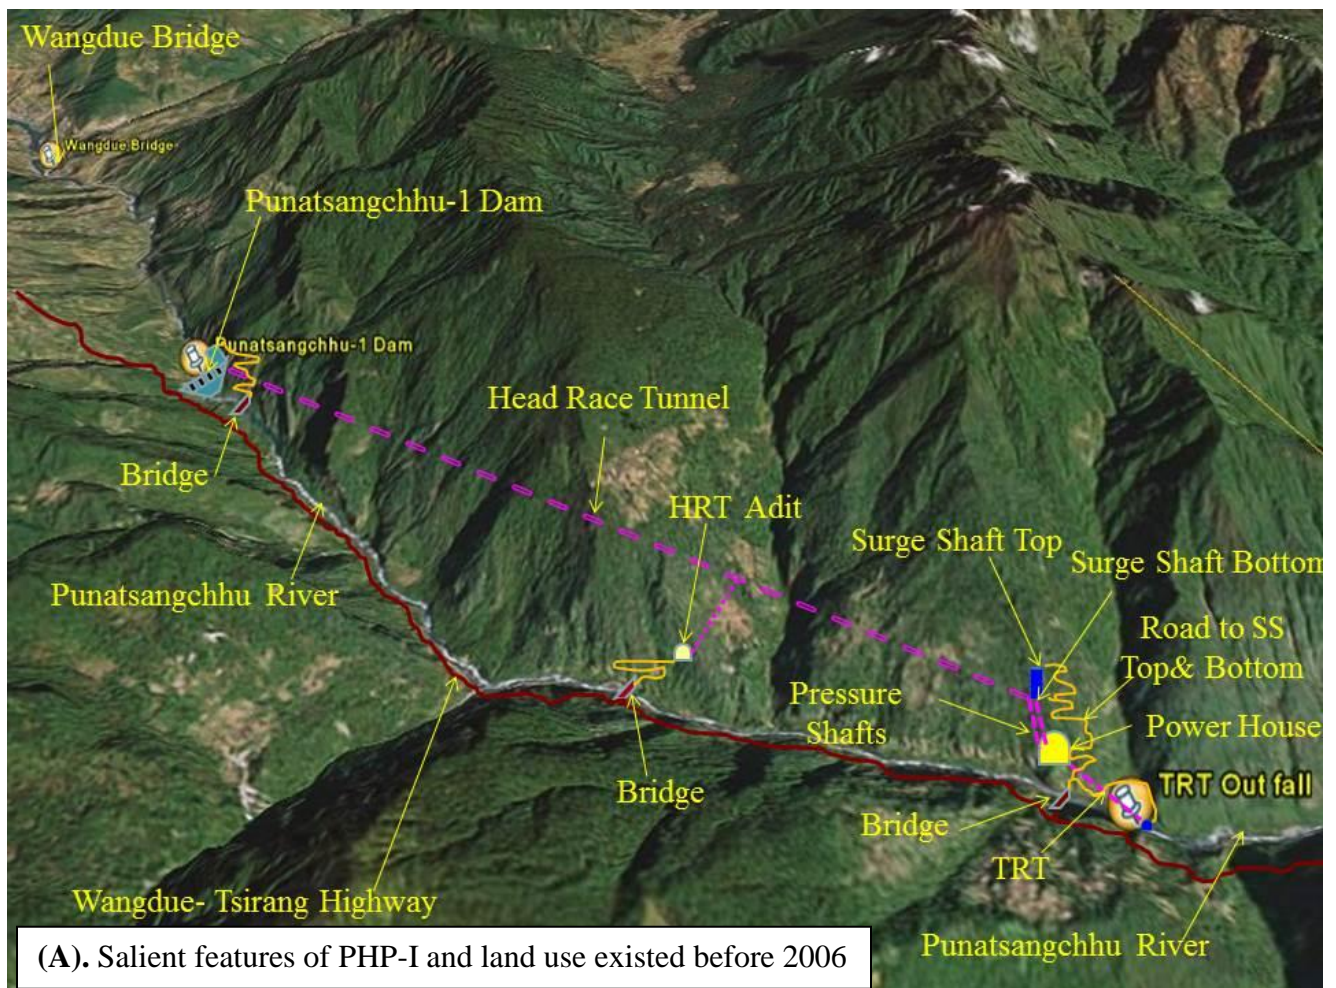 Wangdue Bridge
Wangdue Bridge
Punatsangchhu-1 Dam
Punatsangchhu-1 Dam
Head Race Tunnel
Bridge
HRT Adit
Surge Shaft Top
Surge Shaft Bottom
Punatsangchhu River
Road to SS
Top& Bottom
Pressure
Shafts
Power House
TRT Out fall
Bridge
Bridge
TRT
Wangdue- Tsirang Highway
Punatsangchhu River
(A). Salient features of PHP-I and land use existed before 2006